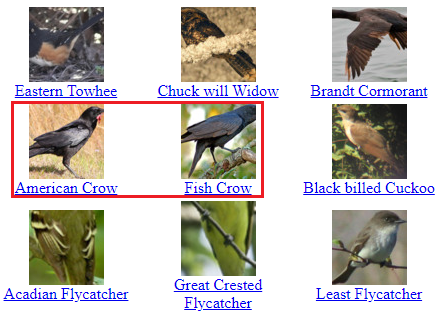 Eastern Towhee
Chuck will Widow
Brandt Cormorant
American Crow
Fish Crow
Black billed Cuckoo
Acadian Flycatcher
Great Crested
Flycatcher
Least Flycatcher